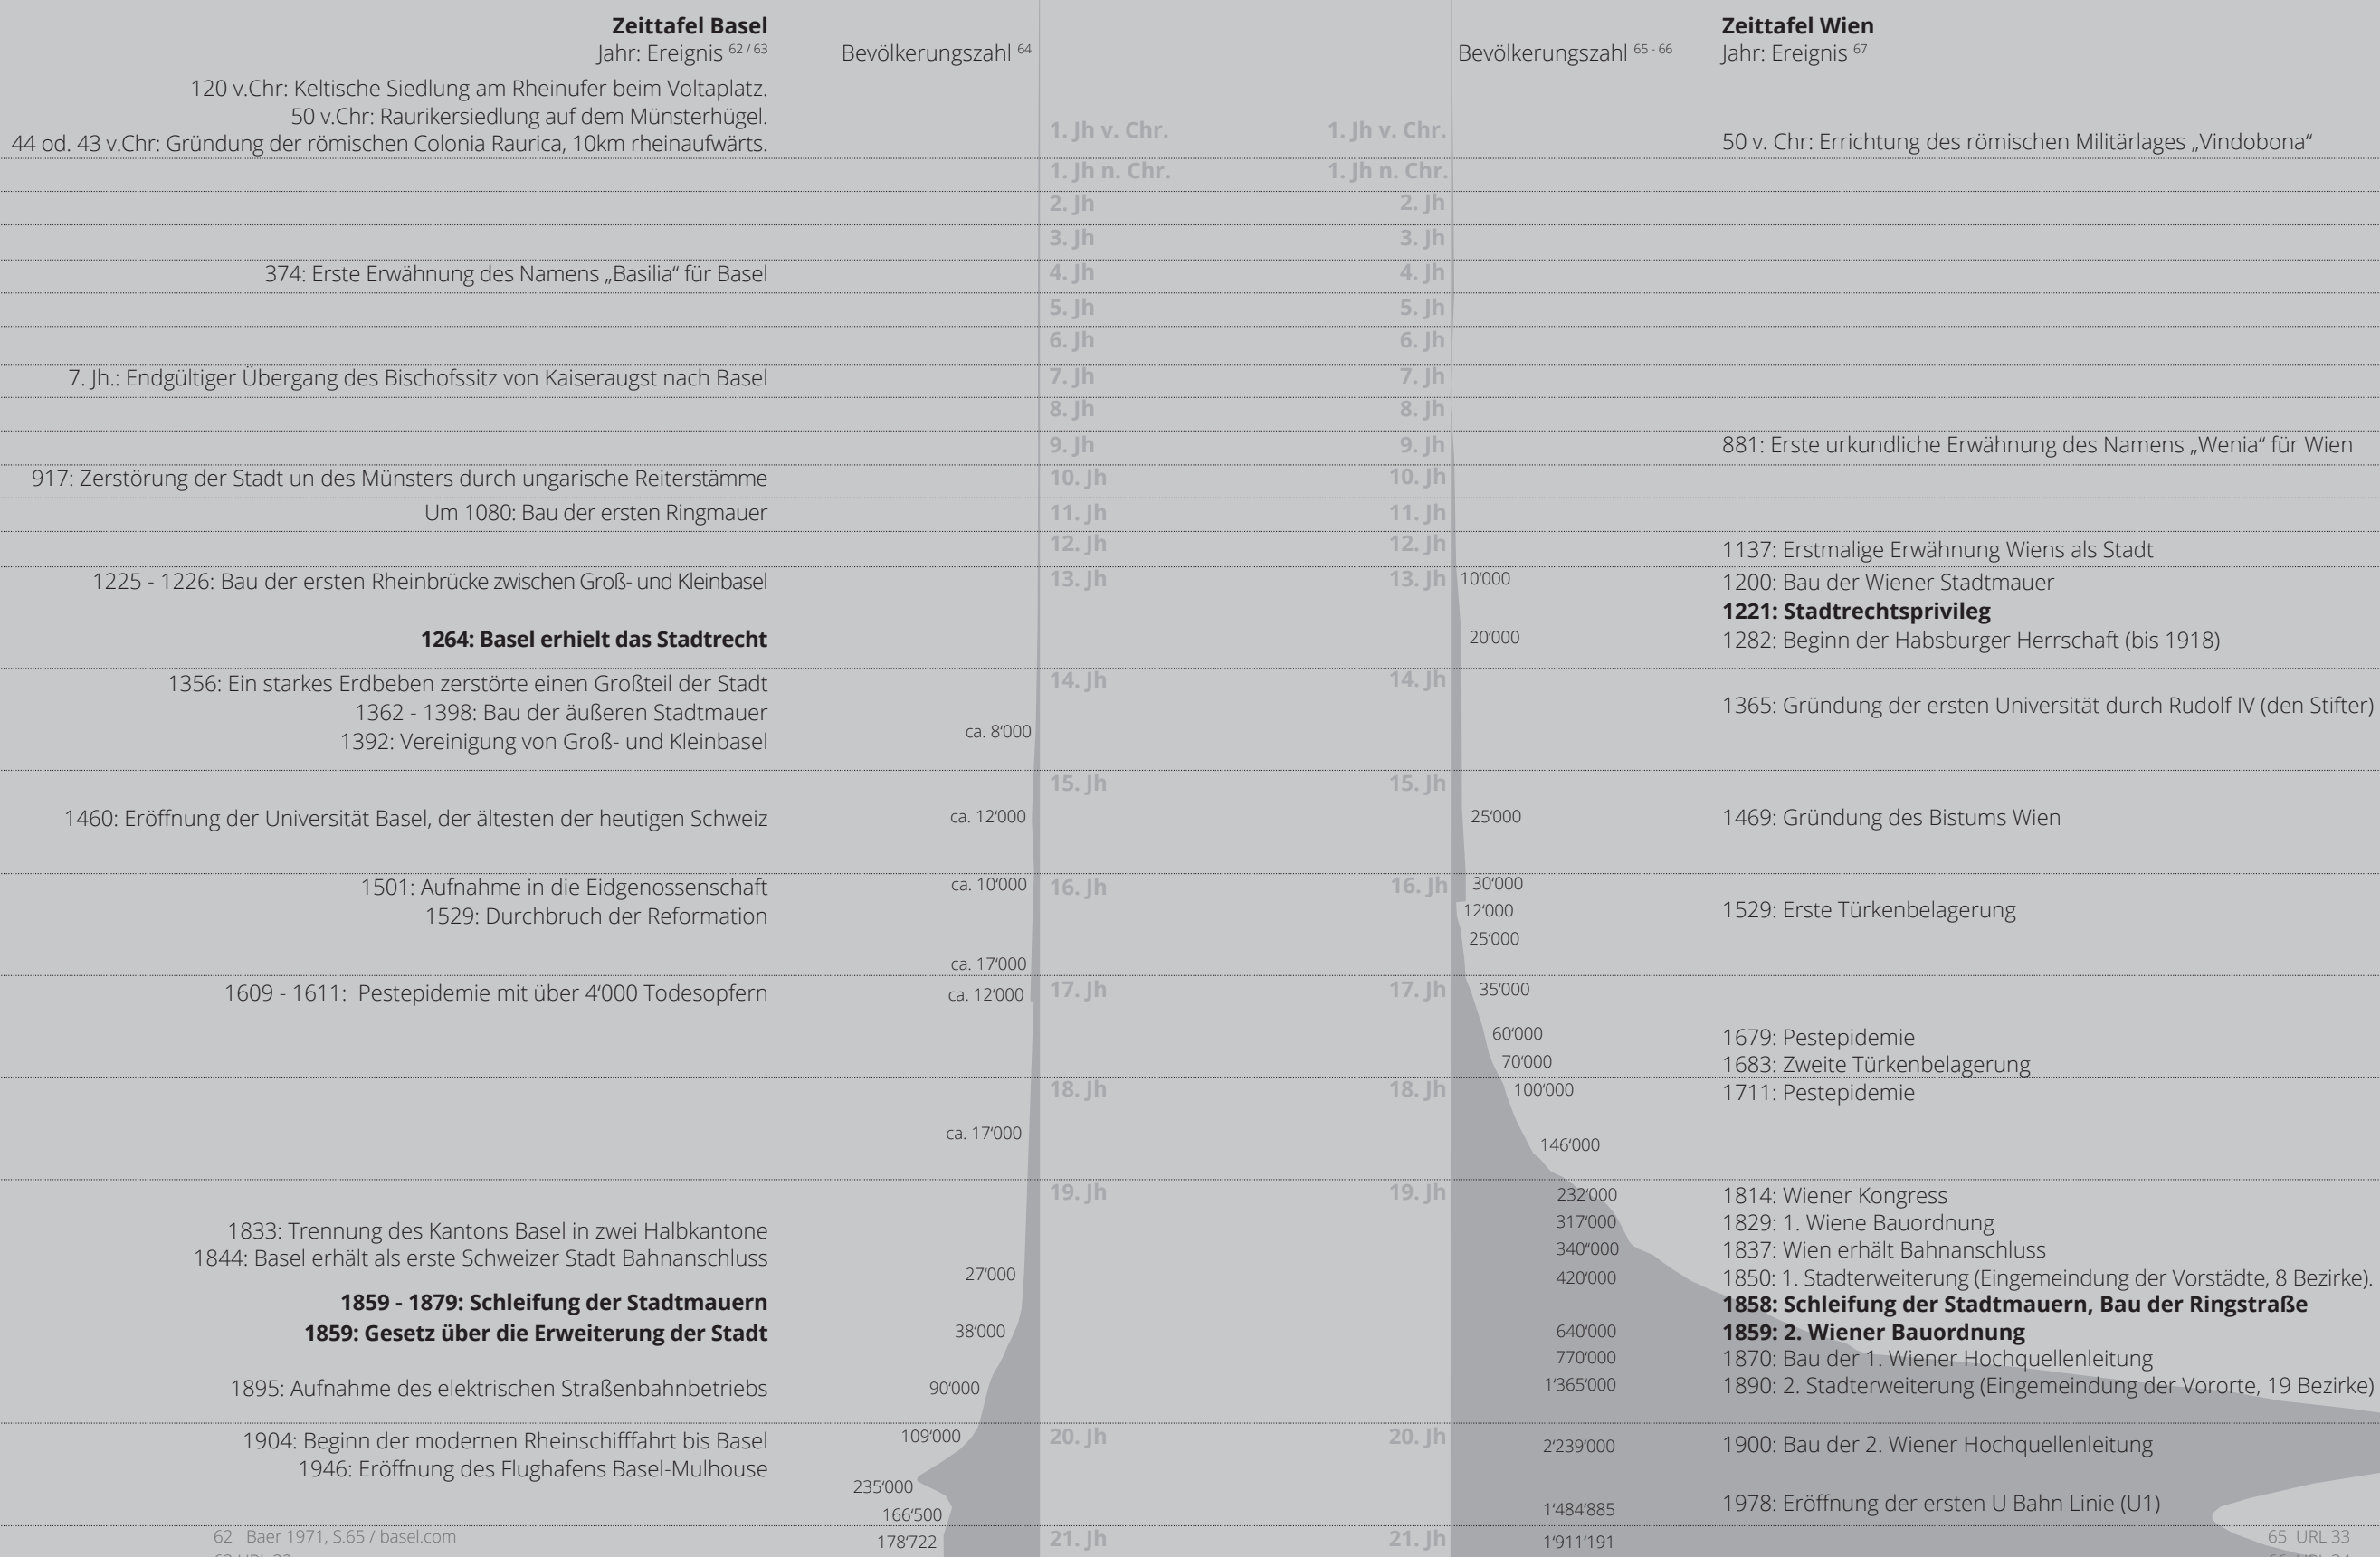 Zeittafel Basel
Jahr: Ereignis 62 / 63
Bevölkerungszahl 64
120 v.Chr: Keltische Siedlung am Rheinufer beim Voltaplatz.
50 v.Chr: Raurikersiedlung auf dem Münsterhügel.
44 od. 43 v.Chr: Gründung der römischen Colonia Raurica, 10km rheinaufwärts.
1. Jh v. Chr.
1. Jh n. Chr.
2. Jh
3. Jh
374: Erste Erwähnung des Namens „Basilia“ für Basel
4. Jh
5. Jh
6. Jh
7. Jh.: Endgültiger Übergang des Bischofssitz von Kaiseraugst nach Basel
7. Jh
8. Jh
9. Jh
917: Zerstörung der Stadt un des Münsters durch ungarische Reiterstämme
10. Jh
Um 1080: Bau der ersten Ringmauer
11. Jh
12. Jh
1225 - 1226: Bau der ersten Rheinbrücke zwischen Groß- und Kleinbasel
13. Jh
1264: Basel erhielt das Stadtrecht
1356: Ein starkes Erdbeben zerstörte einen Großteil der Stadt
14. Jh
1362 - 1398: Bau der äußeren Stadtmauer
1392: Vereinigung von Groß- und Kleinbasel
ca. 8‘000
15. Jh
1460: Eröffnung der Universität Basel, der ältesten der heutigen Schweiz
ca. 12‘000
1501: Aufnahme in die Eidgenossenschaft
ca. 10‘000
16. Jh
1529: Durchbruch der Reformation
ca. 17‘000
1609 - 1611: Pestepidemie mit über 4‘000 Todesopfern
ca. 12‘000
17. Jh
18. Jh
ca. 17‘000
19. Jh
1833: Trennung des Kantons Basel in zwei Halbkantone
1844: Basel erhält als erste Schweizer Stadt Bahnanschluss
27‘000
1859 - 1879: Schleifung der Stadtmauern
1859: Gesetz über die Erweiterung der Stadt
38‘000
1895: Aufnahme des elektrischen Straßenbahnbetriebs
90‘000
1904: Beginn der modernen Rheinschifffahrt bis Basel
109‘000
20. Jh
1946: Eröffnung des Flughafens Basel-Mulhouse
235‘000
166‘500
178‘722
21. Jh
62 Baer 1971, S.65 / basel.com
Zeittafel Wien
Bevölkerungszahl 65 - 66
Jahr: Ereignis 67
1. Jh v. Chr.
50 v. Chr: Errichtung des römischen Militärlages „Vindobona“
1. Jh n. Chr.
2. Jh
3. Jh
4. Jh
5. Jh
6. Jh
7. Jh
8. Jh
9. Jh
881: Erste urkundliche Erwähnung des Namens „Wenia“ für Wien
10. Jh
11. Jh
12. Jh
1137: Erstmalige Erwähnung Wiens als Stadt
13. Jh
10‘000
1200: Bau der Wiener Stadtmauer
1221: Stadtrechtsprivileg
20‘000
1282: Beginn der Habsburger Herrschaft (bis 1918)
14. Jh
1365: Gründung der ersten Universität durch Rudolf IV (den Stifter)
15. Jh
25‘000
1469: Gründung des Bistums Wien
16. Jh
30‘000
12‘000
1529: Erste Türkenbelagerung
25‘000
17. Jh
35‘000
60‘000
1679: Pestepidemie
70‘000
1683: Zweite Türkenbelagerung
18. Jh
100‘000
1711: Pestepidemie
146‘000
19. Jh
232‘000
1814: Wiener Kongress
317‘000
1829: 1. Wiene Bauordnung
340‘‘000
1837: Wien erhält Bahnanschluss
420‘000
1850: 1. Stadterweiterung (Eingemeindung der Vorstädte, 8 Bezirke).
1858: Schleifung der Stadtmauern, Bau der Ringstraße
640‘000
1859: 2. Wiener Bauordnung
770‘000
1870: Bau der 1. Wiener Hochquellenleitung
1‘365‘000
1890: 2. Stadterweiterung (Eingemeindung der Vororte, 19 Bezirke)
20. Jh
2‘239‘000
1900: Bau der 2. Wiener Hochquellenleitung
1‘484‘885
1978: Eröffnung der ersten U Bahn Linie (U1)
21. Jh
1‘911‘191
65 URL 33